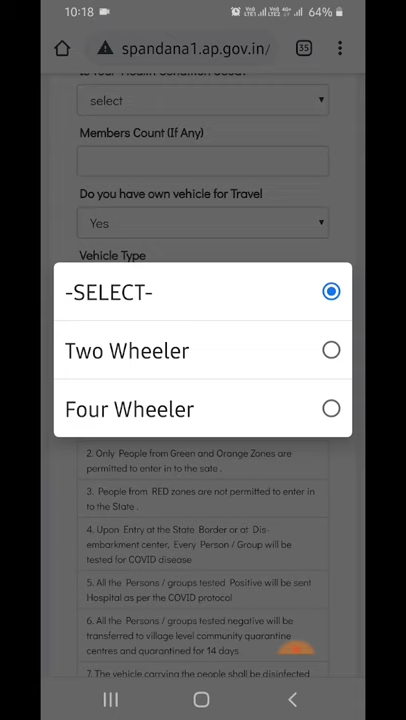 10:18 64%
spandana1.ap.gov.in/ 35
Is Your Health Condition Good?
select
Members Count (If Any)
Do you have own vehicle for Travel
Yes
Vehicle Type
-SELECT-
Two Wheeler
Four Wheeler
2. Only People from Green and Orange Zones are
permitted to enter in to the sate .
3. People from RED zones are not permitted to enter in
to the State .
4. Upon Entry at the State Border or at Dis-
embarkment center, Every Person / Group will be
tested for COVID disease
5. All the Persons / groups tested Positive will be sent
Hospital as per the COVID protocol
6. All the Persons / groups tested negative will be
transferred to village level community quarantine
centres and quarantined for 14 days
7. The vehicle carrying the people shall be disinfected